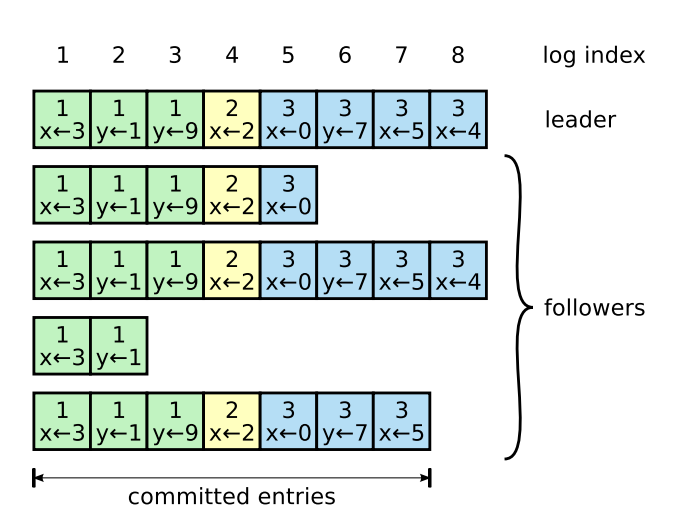 1 2 3 4 5 6 7 8 log index
1 1 1 2 3 3 3 3
x←3 y←1 y←9 x←2 x←0 y←7 x←5 x←4
leader
1 1 1 2 3
x←3 y←1 y←9 x←2 x←0
1 1 1 2 3 3 3 3
x←3 y←1 y←9 x←2 x←0 y←7 x←5 x←4
followers
1 1
x←3 y←1
1 1 1 2 3 3 3
x←3 y←1 y←9 x←2 x←0 y←7 x←5
committed entries